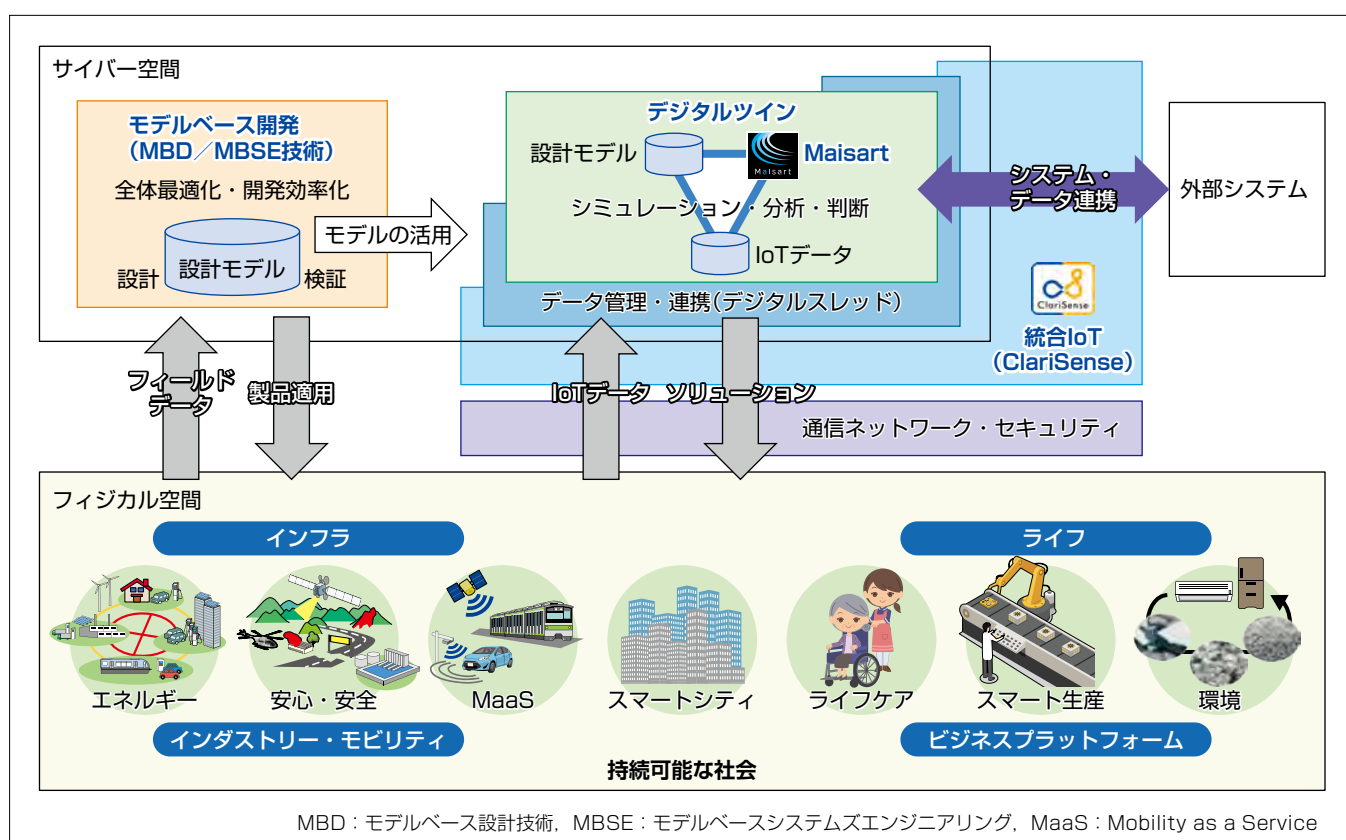 サイバー空間
モデルベース開発
(MBD/MBSE技術)
全体最適化・開発効率化
設計
設計モデル
検証
モデルの活用
デジタルツイン
設計モデル
Maisart
Maisart
シミュレーション・分析・判断
IoTデータ
データ管理・連携(デジタルスレッド)
システム・
データ連携
外部システム
ClariSense
統合IoT
(ClariSense)
フィールド
データ
製品適用
IoTデータ
ソリューション
通信ネットワーク・セキュリティ
フィジカル空間
インフラ
ライフ
エネルギー
安心・安全
MaaS
スマートシティ
ライフケア
スマート生産
環境
インダストリー・モビリティ
ビジネスプラットフォーム
持続可能な社会
MBD:モデルベース設計技術,MBSE:モデルベースシステムズエンジニアリング,MaaS:Mobility as a Service